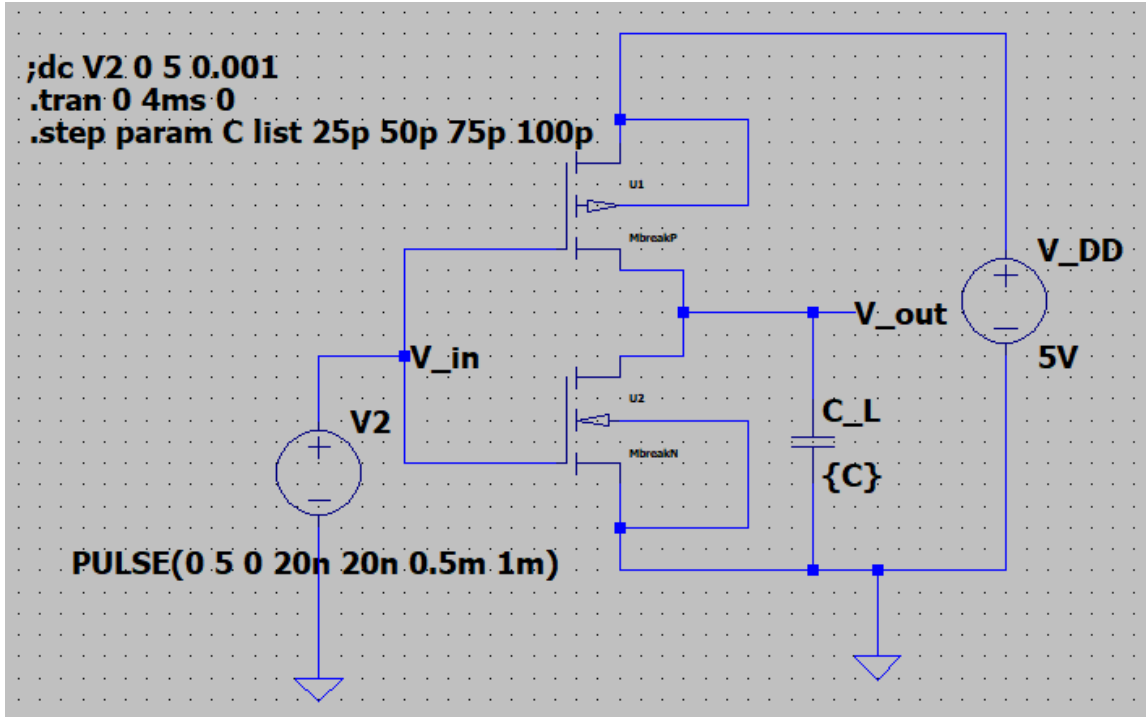 ;dc V2 0 5 0.001
.tran 0 4ms 0
.step param C list 25p 50p 75p 100p
U1
MbreakP
V_DD
5V
V_out
V_in
U2
MbreakN
V2
C_L
{C}
PULSE(0 5 0 20n 20n 0.5m 1m)